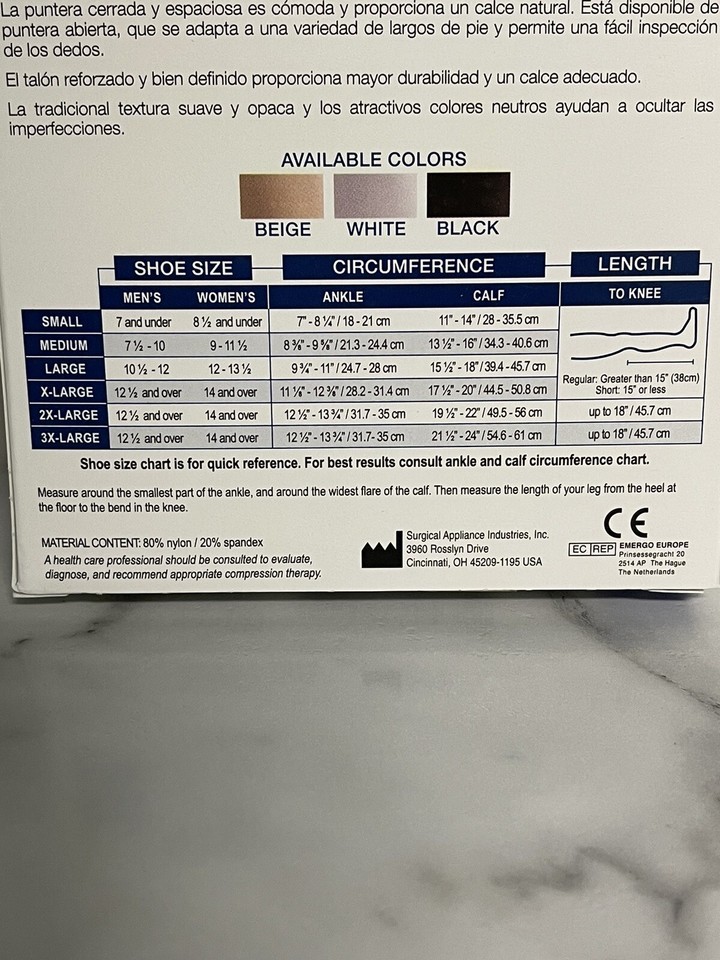 La puntera cerrada y espaciosa es cómoda y proporciona un calce natural. Está disponible de
puntera abierta, que se adapta a una variedad de largos de pie y permite una fácil inspección
de los dedos.
El talón reforzado y bien definido proporciona mayor durabilidad y un calce adecuado.
La tradicional textura suave y opaca y los atractivos colores neutros ayudan a ocultar las
imperfecciones.
AVAILABLE COLORS
BEIGE WHITE BLACK
SHOE SIZE CIRCUMFERENCE LENGTH
MEN'S WOMEN'S ANKLE CALF TO KNEE
SMALL 7 and under 8 ½ and under 7" - 8 ¼" / 18 - 21 cm 11" - 14" / 28 - 35.5 cm
MEDIUM 7 ½ - 10 9 - 11 ½ 8 ⅜" - 9 ⅝" / 21.3 - 24.4 cm 13 ½" - 16" / 34.3 - 40.6 cm
LARGE 10 ½ - 12 12 - 13 ½ 9 ¾" - 11" / 24.7 - 28 cm 15 ½" - 18" / 39.4 - 45.7 cm
Regular: Greater than 15" (38cm)
Short: 15" or less
X-LARGE 12 ½ and over 14 and over 11 ⅛" - 12 ⅜" / 28.2 - 31.4 cm 17 ½" - 20" / 44.5 - 50.8 cm
2X-LARGE 12 ½ and over 14 and over 12 ½" - 13 ¾" / 31.7 - 35 cm 19 ½" - 22" / 49.5 - 56 cm up to 18" / 45.7 cm
3X-LARGE 12 ½ and over 14 and over 12 ½" - 13 ¾" / 31.7- 35 cm 21 ½" - 24" / 54.6 - 61 cm up to 18" / 45.7 cm
Shoe size chart is for quick reference. For best results consult ankle and calf circumference chart.
Measure around the smallest part of the ankle, and around the widest flare of the calf. Then measure the length of your leg from the heel at
the floor to the bend in the knee.
MATERIAL CONTENT: 80% nylon / 20% spandex
A health care professional should be consulted to evaluate,
diagnose, and recommend appropriate compression therapy.
Surgical Appliance Industries, Inc.
3960 Rosslyn Drive
Cincinnati, OH 45209-1195 USA
CE
EC REP
EMERGO EUROPE
Prinsessegracht 20
2514 AP The Hague
The Netherlands